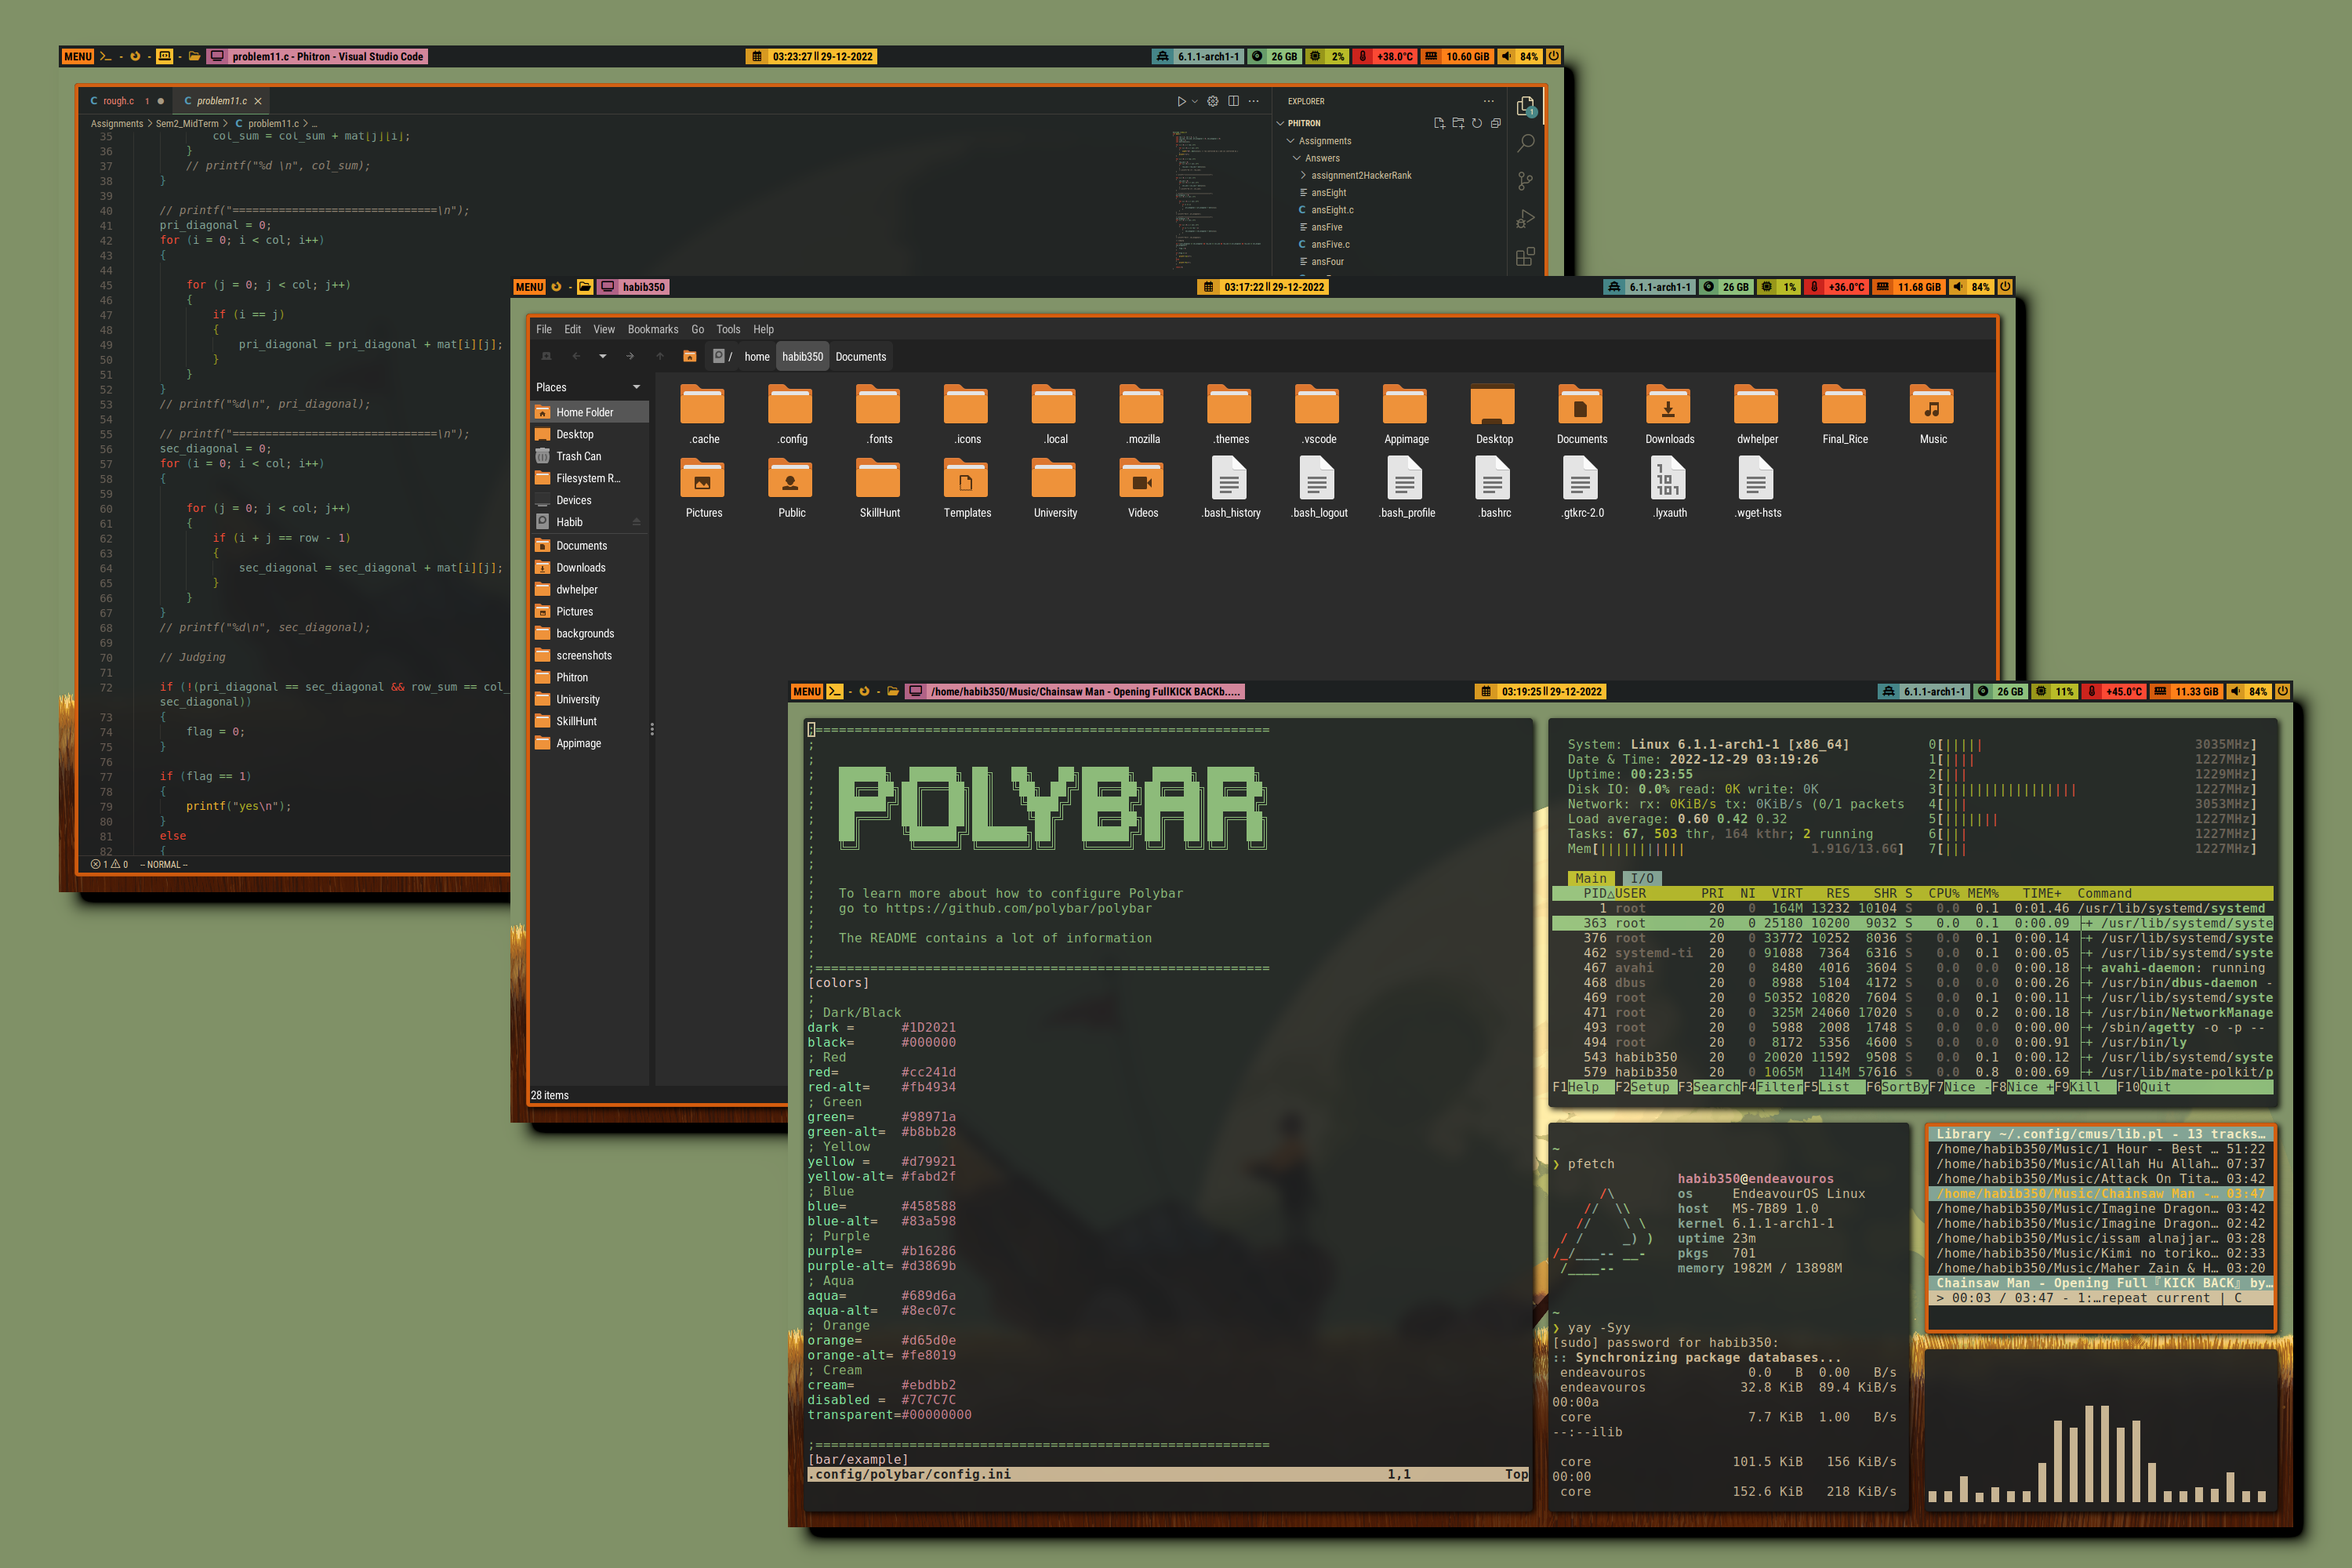 MENU - - - problem11.c - Phitron - Visual Studio Code 03:23:27 || 29-12-2022 6.1.1-arch1-1 26 GB 2% +38.0°C 10.60 GiB 84%
C rough.c 1 C problem11.c
Assignments > Sem2_MidTerm > C problem11.c > ...
35 col_sum = col_sum + mat[j][i];
36 }
37 // printf("%d \n", col_sum);
38 }
39
40 // printf("===============================\n");
41 pri_diagonal = 0;
42 for (i = 0; i < col; i++)
43 {
44
45 for (j = 0; j < col; j++)
46 {
47 if (i == j)
48 {
49 pri_diagonal = pri_diagonal + mat[i][j];
50 }
51 }
52 }
53 // printf("%d\n", pri_diagonal);
54
55 // printf("===============================\n");
56 sec_diagonal = 0;
57 for (i = 0; i < col; i++)
58 {
59
60 for (j = 0; j < col; j++)
61 {
62 if (i + j == row - 1)
63 {
64 sec_diagonal = sec_diagonal + mat[i][j];
65 }
66 }
67 }
68 // printf("%d\n", sec_diagonal);
69
70 // Judging
71
72 if (!(pri_diagonal == sec_diagonal && row_sum == col_
sec_diagonal))
73 {
74 flag = 0;
75 }
76
77 if (flag == 1)
78 {
79 printf("yes\n");
80 }
81 else
82 {
1 0 -- NORMAL --
EXPLORER
PHITRON
Assignments
Answers
assignment2HackerRank
ansEight
C ansEight.c
ansFive
C ansFive.c
ansFour
1
MENU - habib350 03:17:22 || 29-12-2022 6.1.1-arch1-1 26 GB 1% +36.0°C 11.68 GiB 84%
File Edit View Bookmarks Go Tools Help
/ home habib350 Documents
Places
Home Folder
Desktop
Trash Can
Filesystem R...
Devices
Habib
Documents
Downloads
dwhelper
Pictures
backgrounds
screenshots
Phitron
University
SkillHunt
Appimage
.cache .config .fonts .icons .local .mozilla .themes .vscode Appimage Desktop Documents Downloads dwhelper Final_Rice Music
Pictures Public SkillHunt Templates University Videos .bash_history .bash_logout .bash_profile .bashrc .gtkrc-2.0 .lyxauth .wget-hsts
28 items
MENU - - /home/habib350/Music/Chainsaw Man - Opening FullKICK BACKb..... 03:19:25 || 29-12-2022 6.1.1-arch1-1 26 GB 11% +45.0°C 11.33 GiB 84%
;==========================================================
;
;
; POLYBAR
;
;
; To learn more about how to configure Polybar
; go to https://github.com/polybar/polybar
;
; The README contains a lot of information
;
;==========================================================
[colors]
;
; Dark/Black
dark = #1D2021
black= #000000
; Red
red= #cc241d
red-alt= #fb4934
; Green
green= #98971a
green-alt= #b8bb28
; Yellow
yellow = #d79921
yellow-alt= #fabd2f
; Blue
blue= #458588
blue-alt= #83a598
; Purple
purple= #b16286
purple-alt= #d3869b
; Aqua
aqua= #689d6a
aqua-alt= #8ec07c
; Orange
orange= #d65d0e
orange-alt= #fe8019
; Cream
cream= #ebdbb2
disabled = #7C7C7C
transparent=#00000000
;==========================================================
[bar/example]
.config/polybar/config.ini 1,1 Top
System: Linux 6.1.1-arch1-1 [x86_64] 0[||||| 3035MHz]
Date & Time: 2022-12-29 03:19:26 1[|||| 1227MHz]
Uptime: 00:23:55 2[||| 1229MHz]
Disk IO: 0.0% read: 0K write: 0K 3[||||||||||||||||| 1227MHz]
Network: rx: 0KiB/s tx: 0KiB/s (0/1 packets 4[||| 3053MHz]
Load average: 0.60 0.42 0.32 5[||||||| 1227MHz]
Tasks: 67, 503 thr, 164 kthr; 2 running 6[||| 1227MHz]
Mem[||||||||||| 1.91G/13.6G] 7[||| 1227MHz]
Main I/O
PID△USER PRI NI VIRT RES SHR S CPU% MEM% TIME+ Command
1 root 20 0 164M 13232 10104 S 0.0 0.1 0:01.46 /usr/lib/systemd/systemd
363 root 20 0 25180 10200 9032 S 0.0 0.1 0:00.09 ├+ /usr/lib/systemd/syste
376 root 20 0 33772 10252 8036 S 0.0 0.1 0:00.14 ├+ /usr/lib/systemd/syste
462 systemd-ti 20 0 91088 7364 6316 S 0.0 0.1 0:00.05 ├+ /usr/lib/systemd/syste
467 avahi 20 0 8480 4016 3604 S 0.0 0.0 0:00.18 ├+ avahi-daemon: running
468 dbus 20 0 8988 5104 4172 S 0.0 0.0 0:00.26 ├+ /usr/bin/dbus-daemon -
469 root 20 0 50352 10820 7604 S 0.0 0.1 0:00.11 ├+ /usr/lib/systemd/syste
471 root 20 0 325M 24060 17020 S 0.0 0.2 0:00.18 ├+ /usr/bin/NetworkManage
493 root 20 0 5988 2008 1748 S 0.0 0.0 0:00.00 ├+ /sbin/agetty -o -p --
494 root 20 0 8172 5356 4600 S 0.0 0.0 0:00.91 ├+ /usr/bin/ly
543 habib350 20 0 20020 11592 9508 S 0.0 0.1 0:00.12 ├+ /usr/lib/systemd/syste
579 habib350 20 0 1065M 114M 57616 S 0.0 0.8 0:00.69 ├+ /usr/lib/mate-polkit/p
F1Help F2Setup F3SearchF4FilterF5List F6SortByF7Nice -F8Nice +F9Kill F10Quit
~
❯ pfetch
habib350@endeavouros
os EndeavourOS Linux
host MS-7B89 1.0
kernel 6.1.1-arch1-1
uptime 23m
pkgs 701
memory 1982M / 13898M
~
❯ yay -Syy
[sudo] password for habib350:
:: Synchronizing package databases...
endeavouros 0.0 B 0.00 B/s
endeavouros 32.8 KiB 89.4 KiB/s
00:00a
core 7.7 KiB 1.00 B/s
--:--ilib
core 101.5 KiB 156 KiB/s
00:00
core 152.6 KiB 218 KiB/s
Library ~/.config/cmus/lib.pl - 13 tracks…
/home/habib350/Music/1 Hour - Best … 51:22
/home/habib350/Music/Allah Hu Allah… 07:37
/home/habib350/Music/Attack On Tita… 03:42
/home/habib350/Music/Chainsaw Man -… 03:47
/home/habib350/Music/Imagine Dragon… 03:42
/home/habib350/Music/Imagine Dragon… 02:42
/home/habib350/Music/issam alnajjar… 03:28
/home/habib350/Music/Kimi no toriko… 02:33
/home/habib350/Music/Maher Zain & H… 03:20
Chainsaw Man - Opening Full『KICK BACK』by…
> 00:03 / 03:47 - 1:…repeat current | C